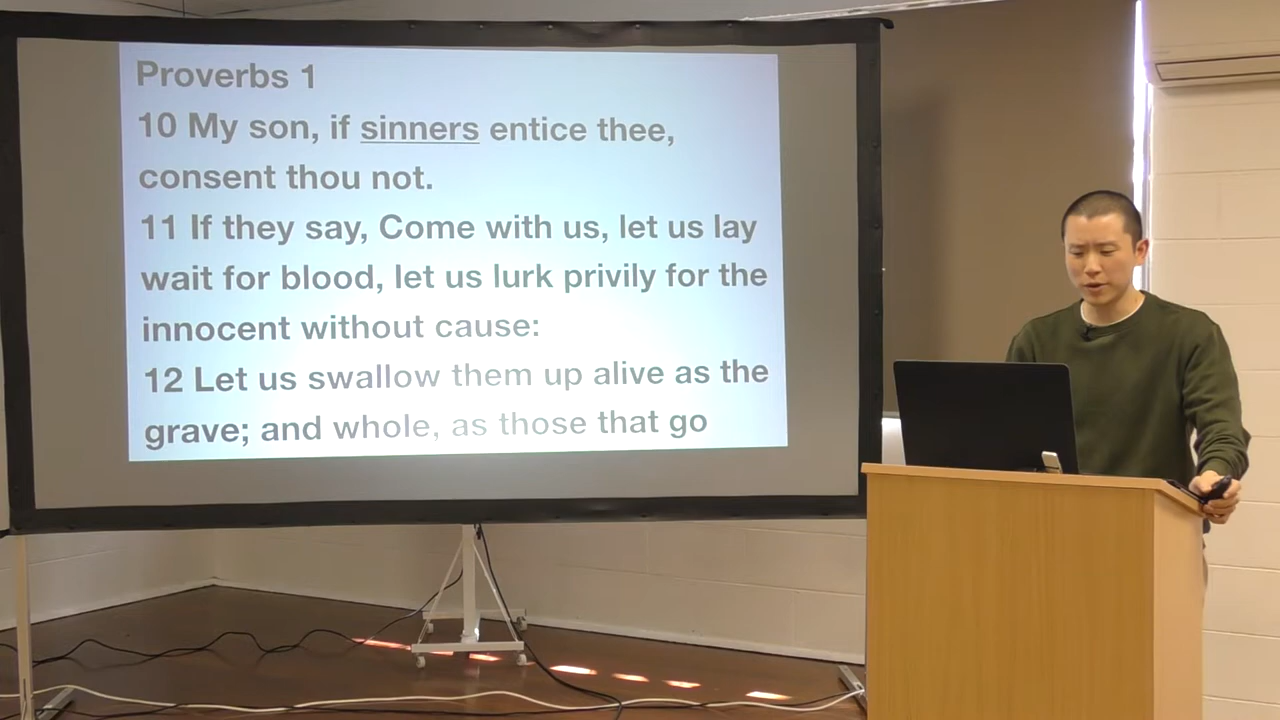 Proverbs 1
10 My son, if sinners entice thee,
consent thou not.
11 If they say, Come with us, let us lay
wait for blood, let us lurk privily for the
innocent without cause:
12 Let us swallow them up alive as the
grave; and whole, as those that go